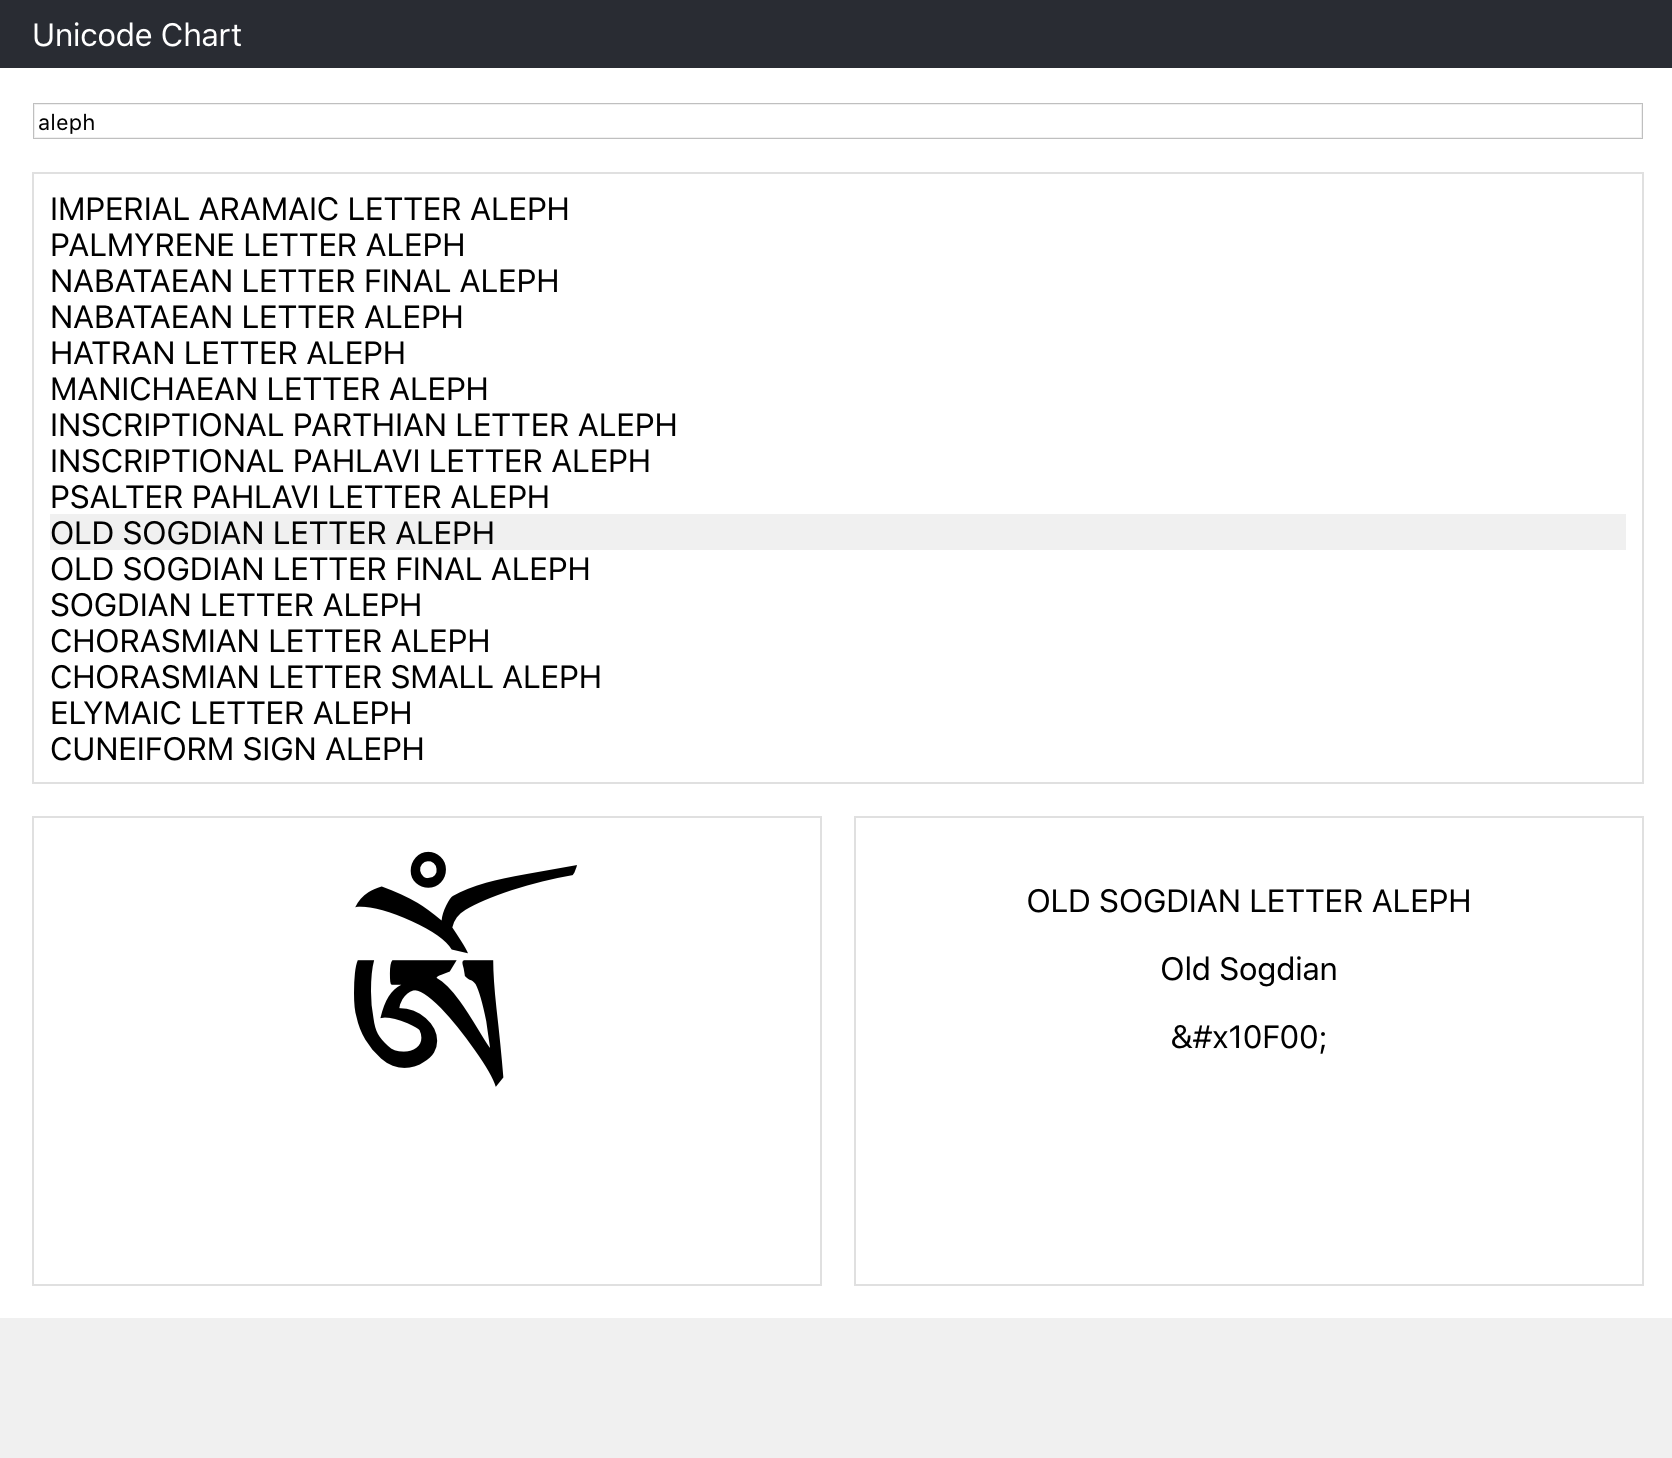 Unicode Chart
aleph
IMPERIAL ARAMAIC LETTER ALEPH
PALMYRENE LETTER ALEPH
NABATAEAN LETTER FINAL ALEPH
NABATAEAN LETTER ALEPH
HATRAN LETTER ALEPH
MANICHAEAN LETTER ALEPH
INSCRIPTIONAL PARTHIAN LETTER ALEPH
INSCRIPTIONAL PAHLAVI LETTER ALEPH
PSALTER PAHLAVI LETTER ALEPH
OLD SOGDIAN LETTER ALEPH
OLD SOGDIAN LETTER FINAL ALEPH
SOGDIAN LETTER ALEPH
CHORASMIAN LETTER ALEPH
CHORASMIAN LETTER SMALL ALEPH
ELYMAIC LETTER ALEPH
CUNEIFORM SIGN ALEPH
ༀ
OLD SOGDIAN LETTER ALEPH
Old Sogdian
&#x10F00;